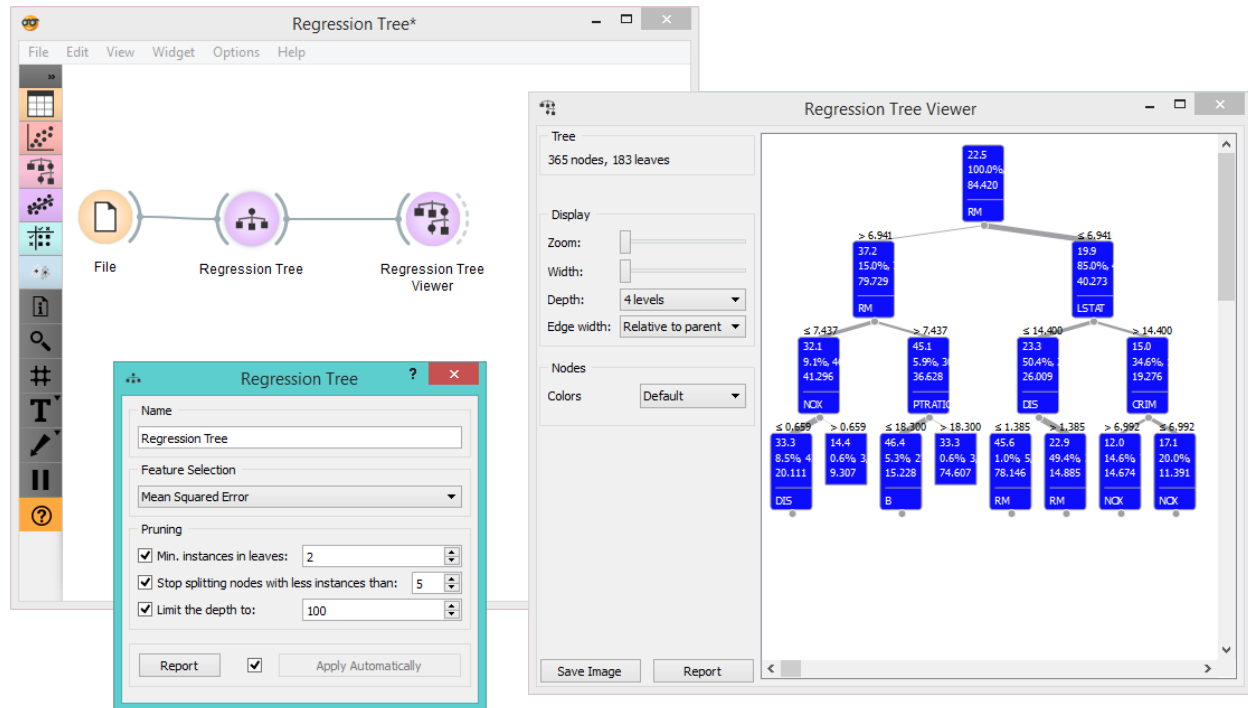 Regression Tree*
File Edit View Widget Options Help
»
File
Regression Tree
Regression Tree
Viewer
T
Regression Tree ?
Name
Regression Tree
Feature Selection
Mean Squared Error
Pruning
Min. instances in leaves: 2
Stop splitting nodes with less instances than: 5
Limit the depth to: 100
Report Apply Automatically
Regression Tree Viewer
Tree
365 nodes, 183 leaves
Display
Zoom:
Width:
Depth: 4 levels
Edge width: Relative to parent
Nodes
Colors Default
Save Image Report
22.5
100.0%,
84.420
RM
> 6.941 ≤ 6.941
37.2
15.0%,
79.729
RM
19.9
85.0%,
40.273
LSTAT
≤ 7.437 > 7.437 ≤ 14.400 > 14.400
32.1
9.1%, 4
41.296
NOX
45.1
5.9%, 3
36.628
PTRATIO
23.3
50.4%,
26.009
DIS
15.0
34.6%,
19.276
CRIM
≤ 0.659 > 0.659 ≤ 18.300 > 18.300 ≤ 1.385 > 1.385 > 6.992 ≤ 6.992
33.3
8.5% 4
20.111
DIS
14.4
0.6% 3
9.307
46.4
5.3% 2
15.228
B
33.3
0.6% 3
74.607
45.6
1.0% 5
78.146
RM
22.9
49.4%
14.885
RM
12.0
14.6%
14.674
NOX
17.1
20.0%
11.391
NOX